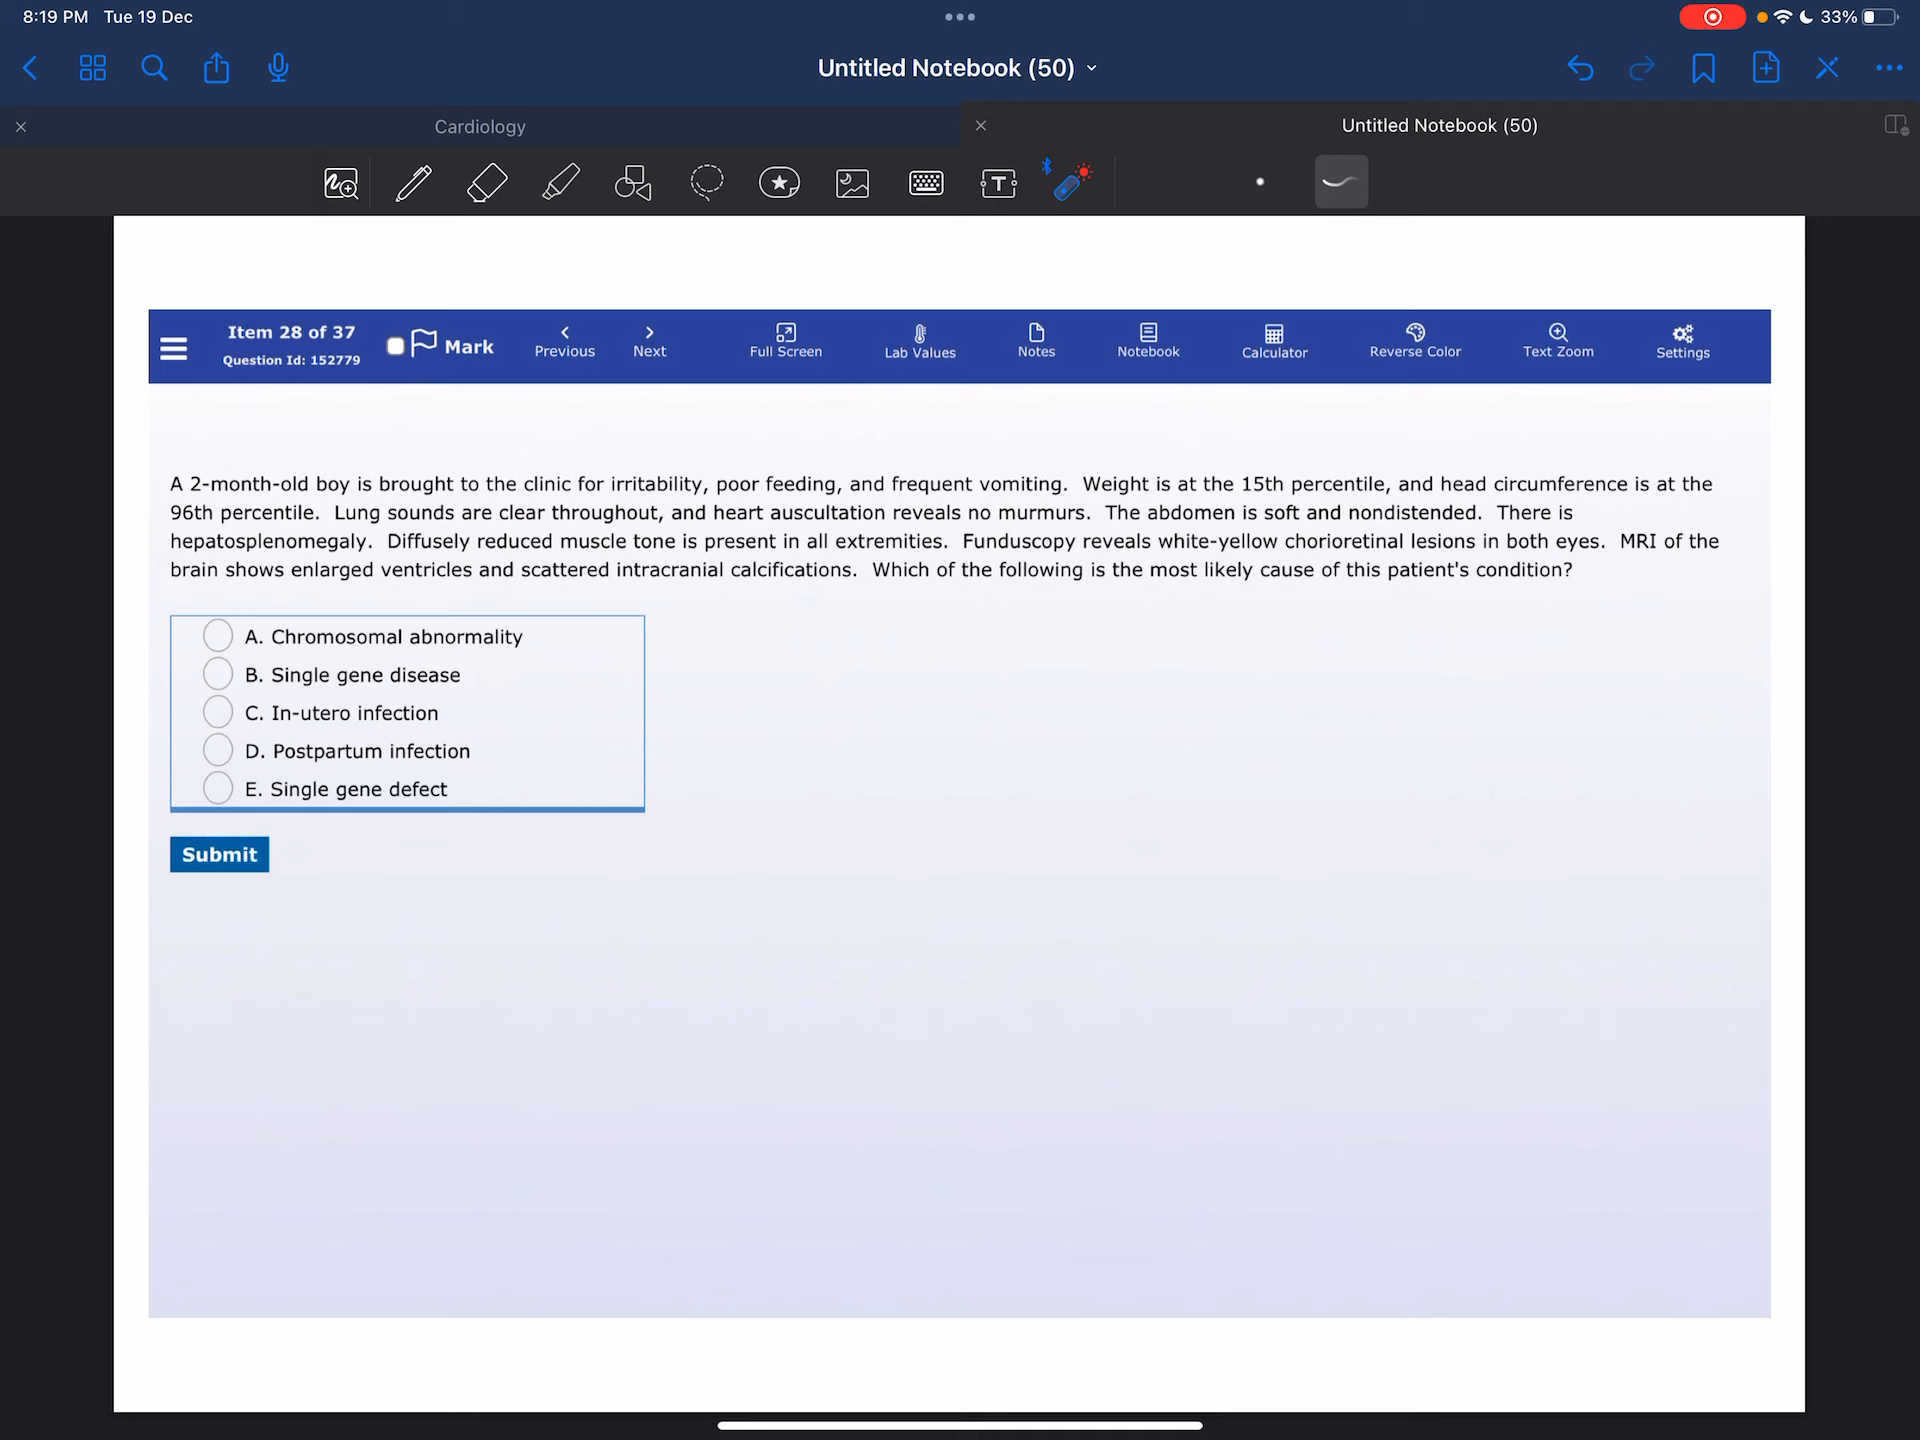 8:19 PM Tue 19 Dec
33%
Untitled Notebook (50)
Cardiology
Untitled Notebook (50)
Item 28 of 37
Question Id: 152779
Mark
Previous
Next
Full Screen
Lab Values
Notes
Notebook
Calculator
Reverse Color
Text Zoom
Settings
A 2-month-old boy is brought to the clinic for irritability, poor feeding, and frequent vomiting. Weight is at the 15th percentile, and head circumference is at the
96th percentile. Lung sounds are clear throughout, and heart auscultation reveals no murmurs. The abdomen is soft and nondistended. There is
hepatosplenomegaly. Diffusely reduced muscle tone is present in all extremities. Funduscopy reveals white-yellow chorioretinal lesions in both eyes. MRI of the
brain shows enlarged ventricles and scattered intracranial calcifications. Which of the following is the most likely cause of this patient's condition?
A. Chromosomal abnormality
B. Single gene disease
C. In-utero infection
D. Postpartum infection
E. Single gene defect
Submit